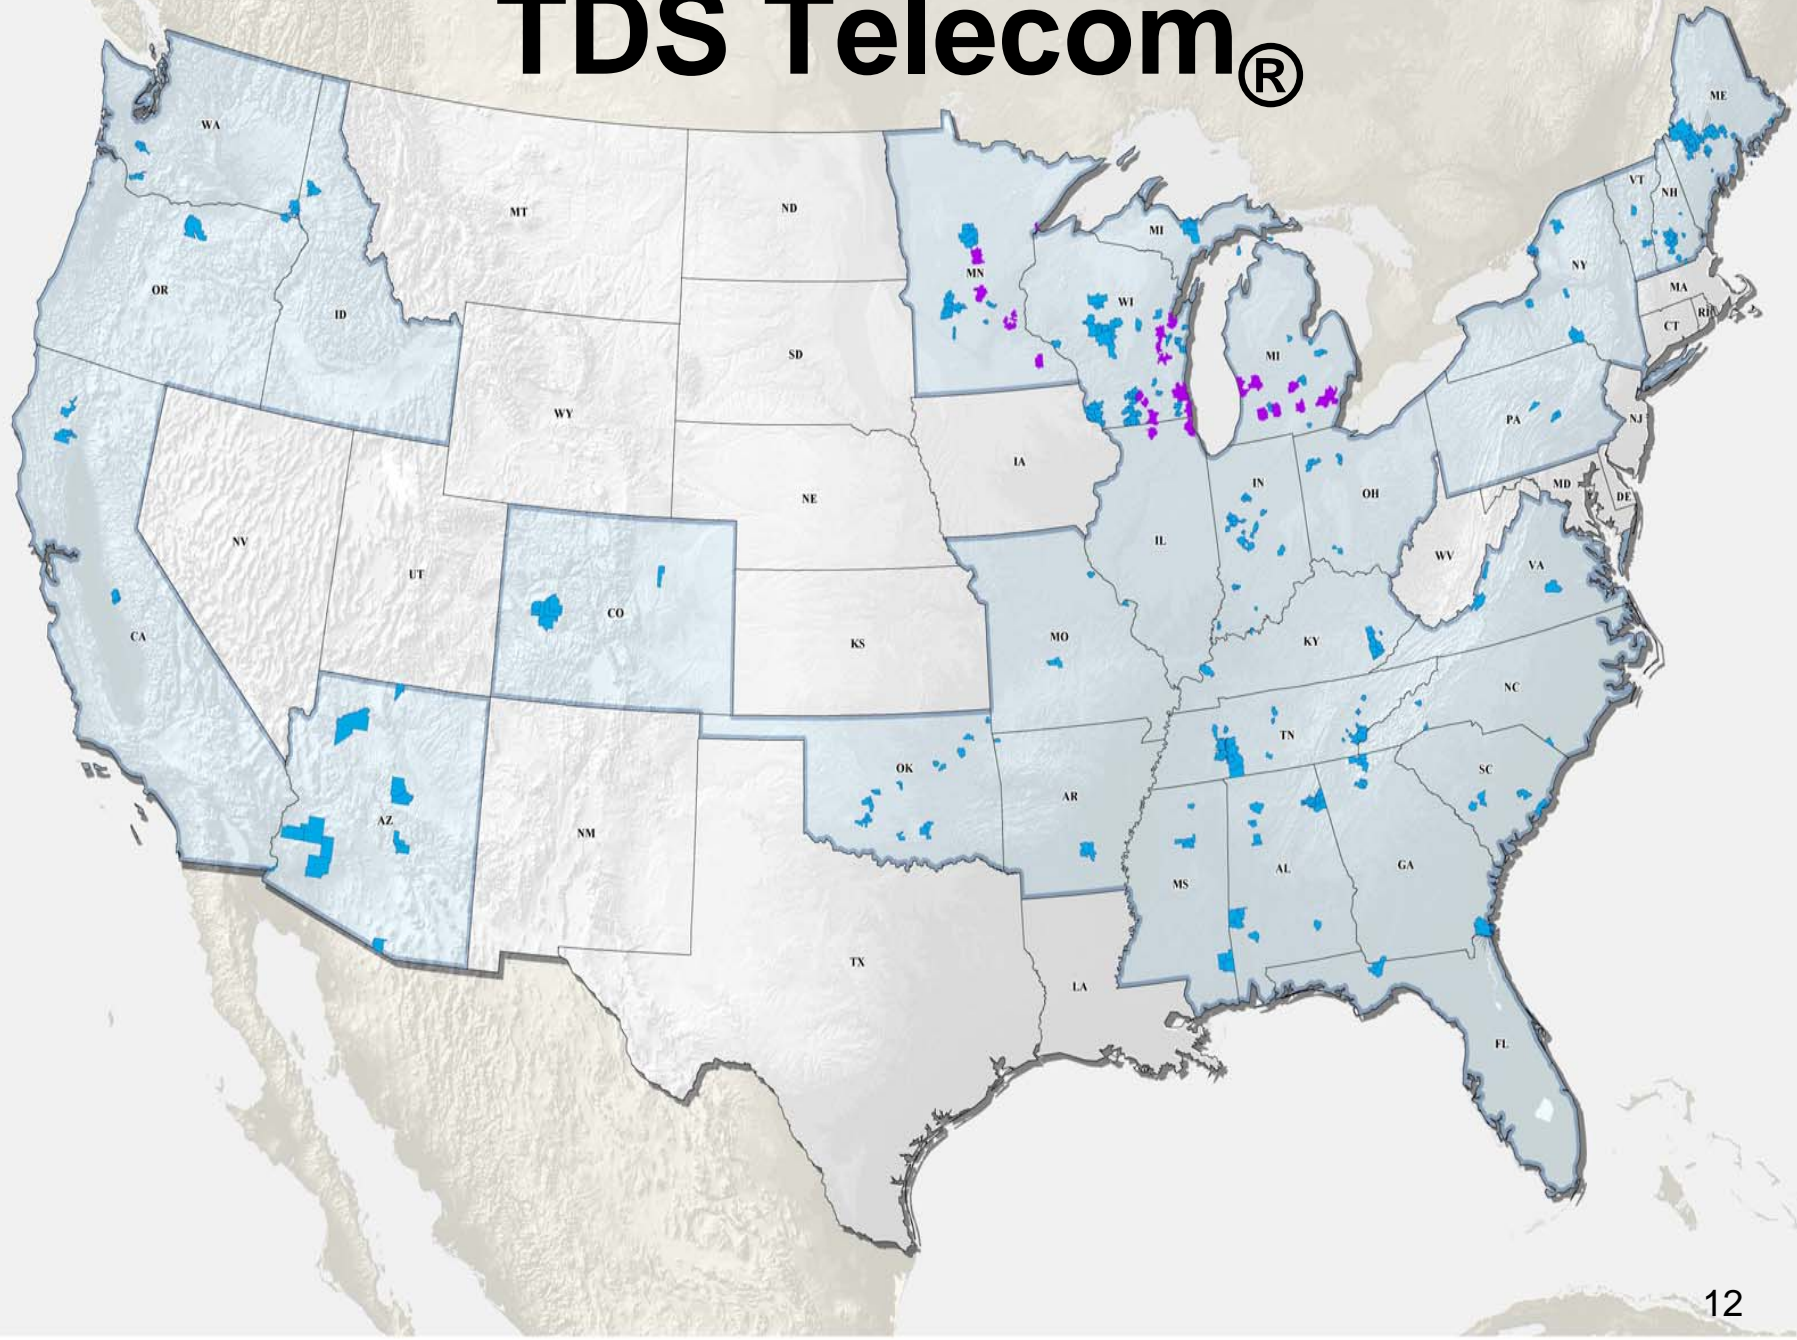 TDS Telecom®
ME
WA
VT
NH
MT
ND
MI
NY
MN
MA
OR
WI
RI
ID
CT
SD
MI
WY
PA
NJ
IA
IN
MD
OH
DE
NE
NV
IL
WV
VA
UT
CO
MO
CA
KY
KS
NC
TN
OK
SC
AR
AZ
NM
GA
AL
MS
TX
LA
FL
12